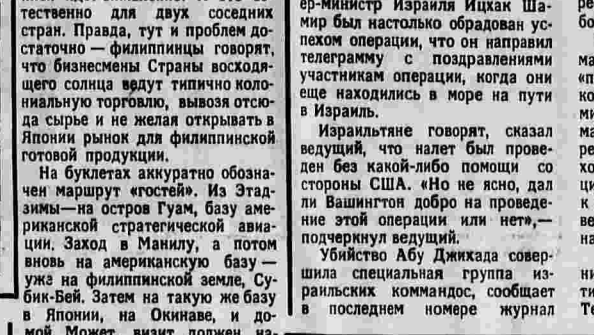 тественно для двух соседних
стран. Правда, тут и проблем до-
статочно — филиппинцы говорят,
что бизнесмены Страны восходя-
щего солнца ведут типично коло-
ниальную торговлю, вывозя отсю-
да сырье и не желая открывать в
Японии рынок для филиппинской
готовой продукции.
На буклетах аккуратно обозна-
чен маршрут «гостей». Из Этад-
зимы—на остров Гуам, базу аме-
риканской стратегической авиа-
ции. Заход в Манилу, а потом
вновь на американскую базу —
уже на филиппинской земле, Су-
бик-Бей. Затем на такую же базу
в Японии, на Окинаве, и до-
мой. Может, визит должен на-
ер-министр Израиля Ицхак Ша-
мир был настолько обрадован ус-
пехом операции, что он направил
телеграмму с поздравлениями
участникам операции, когда они
еще находились в море на пути
в Израиль.
Израильтяне говорят, сказал
ведущий, что налет был прове-
ден без какой-либо помощи со
стороны США. «Но не ясно, дал
ли Вашингтон добро на проведе-
ние этой операции или нет»,—
подчеркнул ведущий.
Убийство Абу Джихада совер-
шила специальная группа из-
раильских коммандос, сообщает
в последнем номере журнал